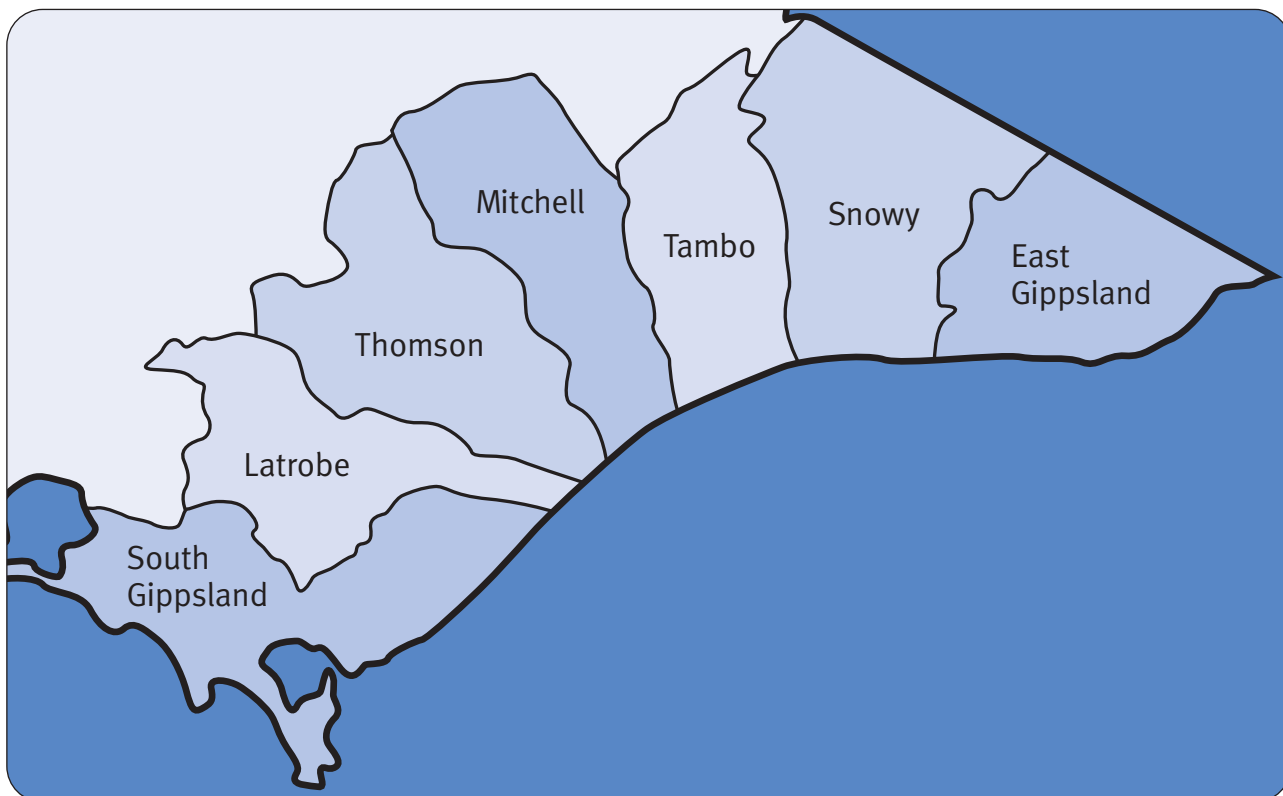 Mitchell
Snowy
Tambo
East
Gippsland
Thomson
Latrobe
South
Gippsland